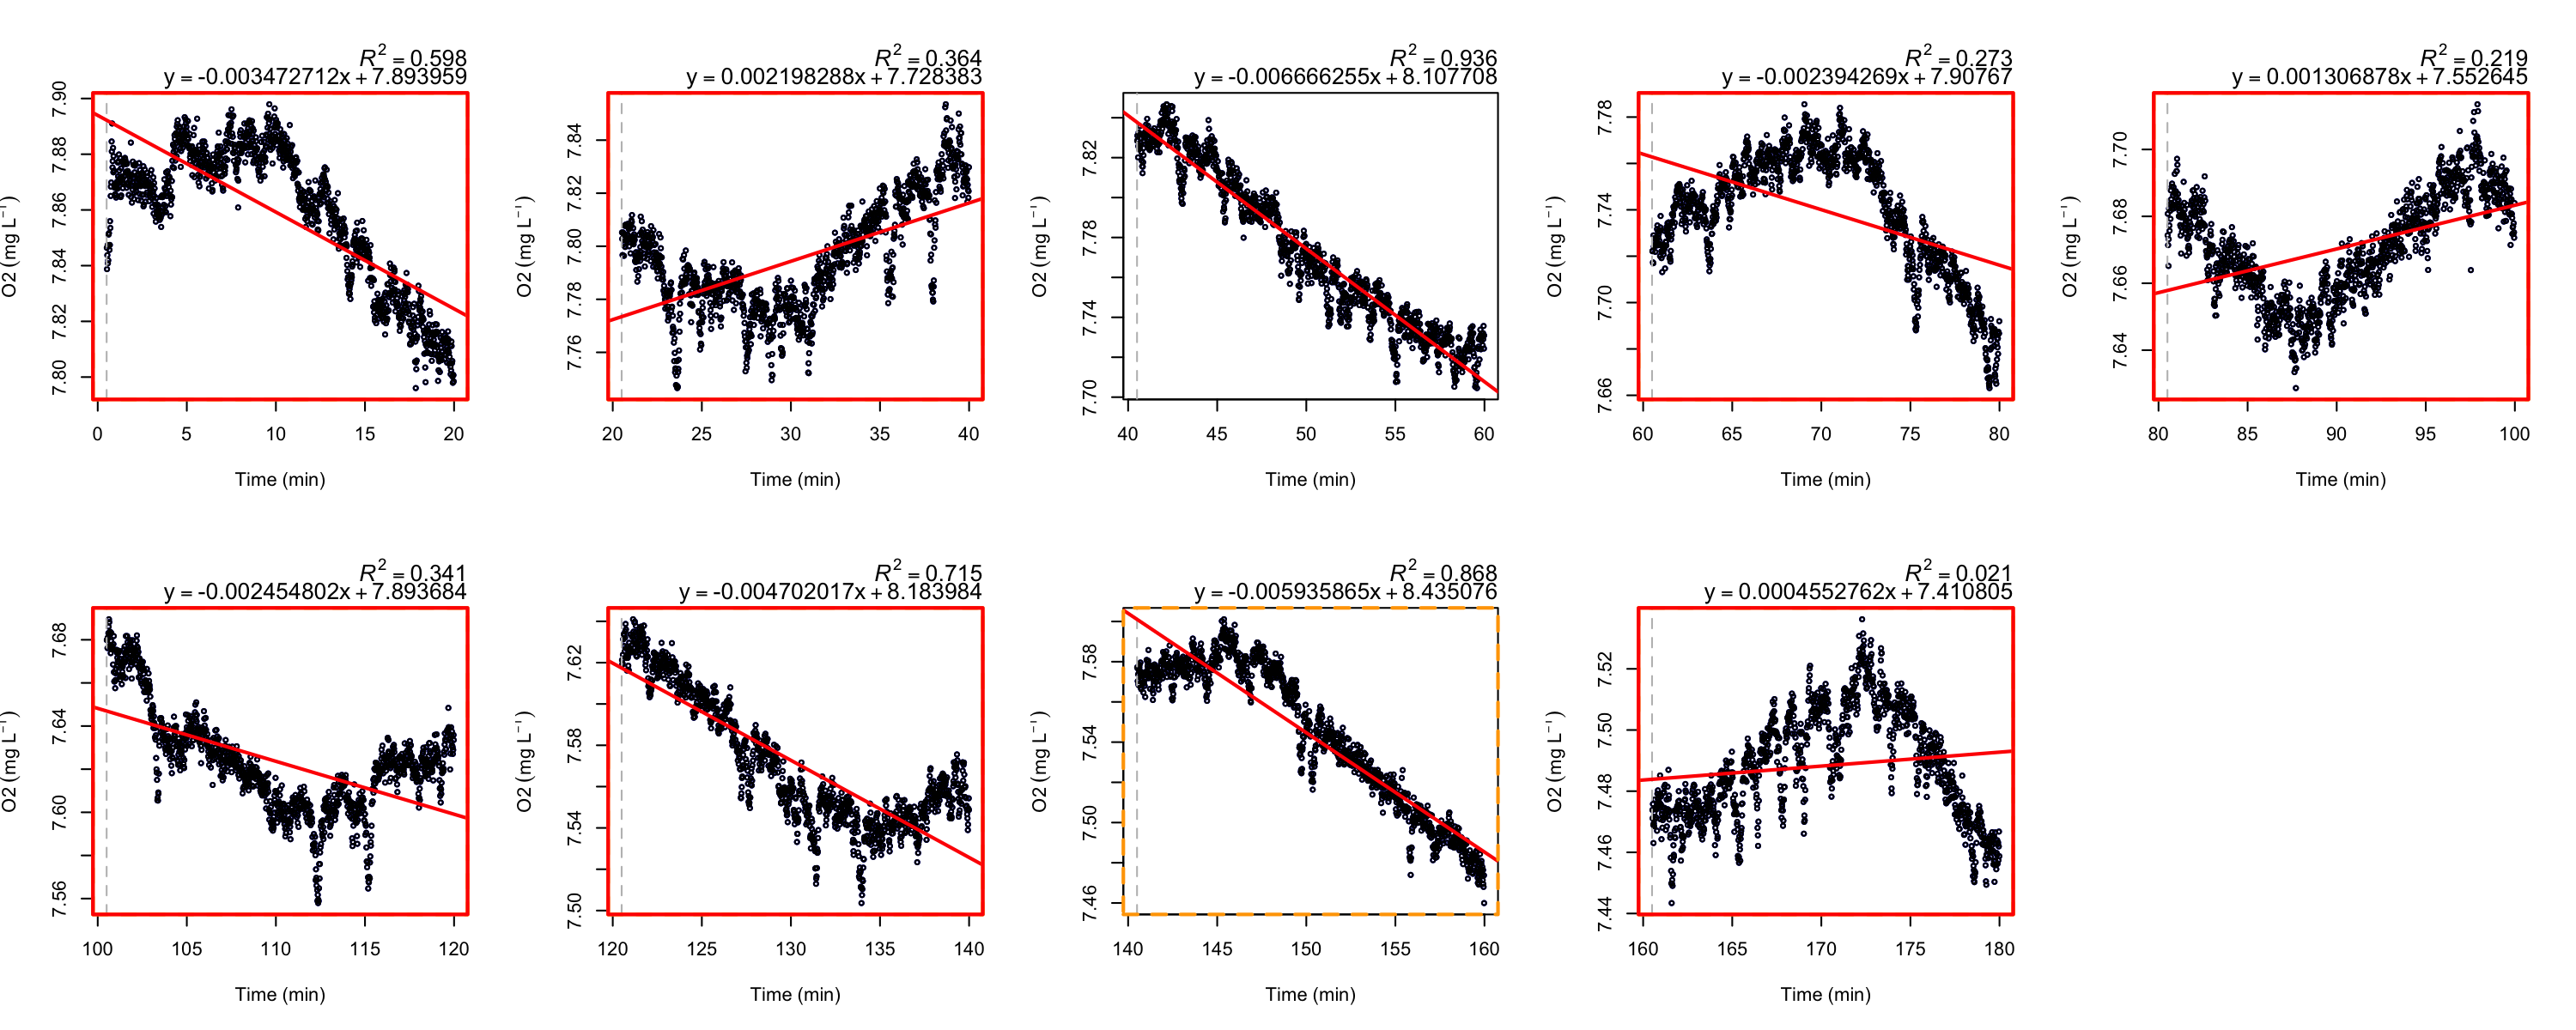 R² = 0.598
y = -0.003472712x + 7.893959
O2 (mg L⁻¹)
7.90
7.88
7.86
7.84
7.82
7.80
0 5 10 15 20
Time (min)
R² = 0.364
y = 0.002198288x + 7.728383
O2 (mg L⁻¹)
7.84
7.82
7.80
7.78
7.76
20 25 30 35 40
Time (min)
R² = 0.936
y = -0.006666255x + 8.107708
O2 (mg L⁻¹)
7.82
7.78
7.74
7.70
40 45 50 55 60
Time (min)
R² = 0.273
y = -0.002394269x + 7.90767
O2 (mg L⁻¹)
7.78
7.74
7.70
7.66
60 65 70 75 80
Time (min)
R² = 0.219
y = 0.001306878x + 7.552645
O2 (mg L⁻¹)
7.70
7.68
7.66
7.64
80 85 90 95 100
Time (min)
R² = 0.341
y = -0.002454802x + 7.893684
O2 (mg L⁻¹)
7.68
7.64
7.60
7.56
100 105 110 115 120
Time (min)
R² = 0.715
y = -0.004702017x + 8.183984
O2 (mg L⁻¹)
7.62
7.58
7.54
7.50
120 125 130 135 140
Time (min)
R² = 0.868
y = -0.005935865x + 8.435076
O2 (mg L⁻¹)
7.58
7.54
7.50
7.46
140 145 150 155 160
Time (min)
R² = 0.021
y = 0.0004552762x + 7.410805
O2 (mg L⁻¹)
7.52
7.50
7.48
7.46
7.44
160 165 170 175 180
Time (min)